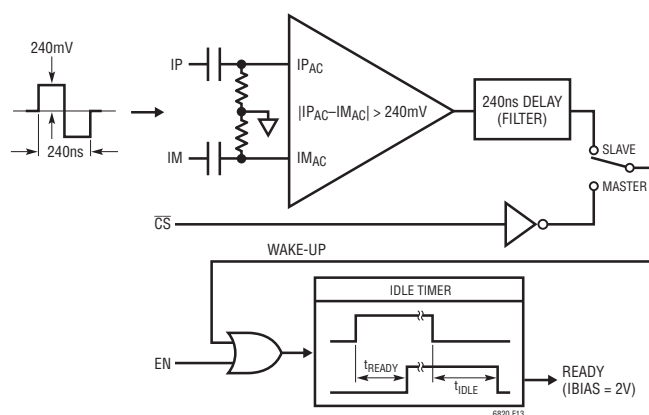 240mV
240ns
IP
IM
IPAC
|IPAC–IMAC| > 240mV
IMAC
240ns DELAY
(FILTER)
SLAVE
MASTER
CS
WAKE-UP
EN
IDLE TIMER
tREADY
tIDLE
READY
(IBIAS = 2V)
6820 F13